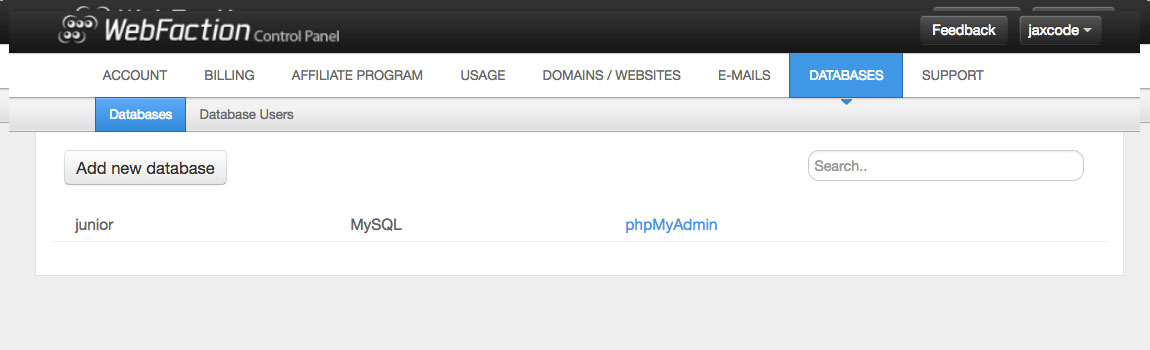 WebFaction Control Panel
Feedback jaxcode
ACCOUNT BILLING AFFILIATE PROGRAM USAGE DOMAINS / WEBSITES E-MAILS DATABASES SUPPORT
Databases Database Users
Add new database Search..
junior MySQL phpMyAdmin